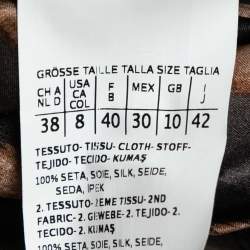 GRÖSSE TAILLE TALLA SIZE TAGLIA
CH A NL D USA CA COL F B MEX GB I J
38 8 40 30 10 42
TESSUTO-TISSU-CLOTH-STOFF-
TEJIDO-TECIDO-KUMAŞ
100% SETA, SOIE, SILK, SEIDE,
SEDA, IPEK
2. TESSUTO-2EME TISSU-2ND
FABRIC-2. GEWEBE-2. TEJIDO-
2. TECIDO-2. KUMAŞ
100% SETA, SOIE, SILK, SEIDE